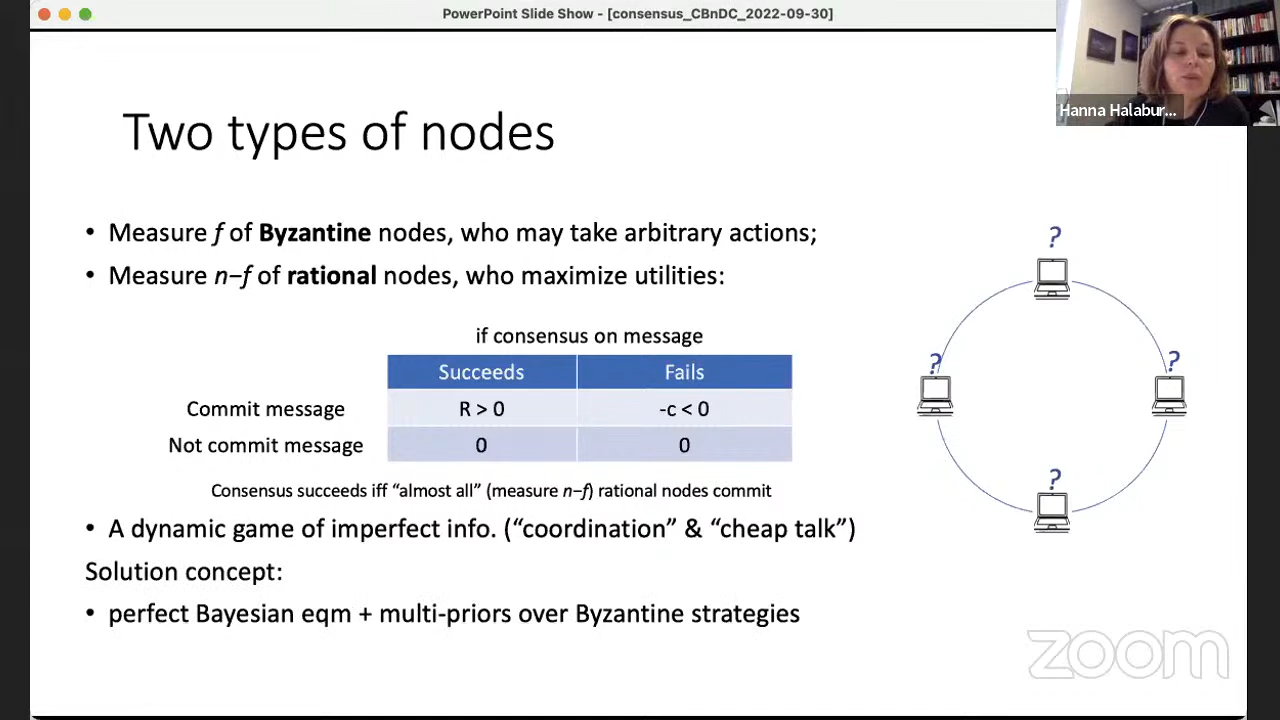 PowerPoint Slide Show - [consensus_CBnDC_2022-09-30]
Hanna Halabur...
Two types of nodes
• Measure f of Byzantine nodes, who may take arbitrary actions;
• Measure n−f of rational nodes, who maximize utilities:
if consensus on message
Succeeds Fails
Commit message R > 0 -c < 0
Not commit message 0 0
Consensus succeeds iff “almost all” (measure n−f) rational nodes commit
• A dynamic game of imperfect info. (“coordination” & “cheap talk”)
Solution concept:
• perfect Bayesian eqm + multi-priors over Byzantine strategies
?
?
?
?
zoom